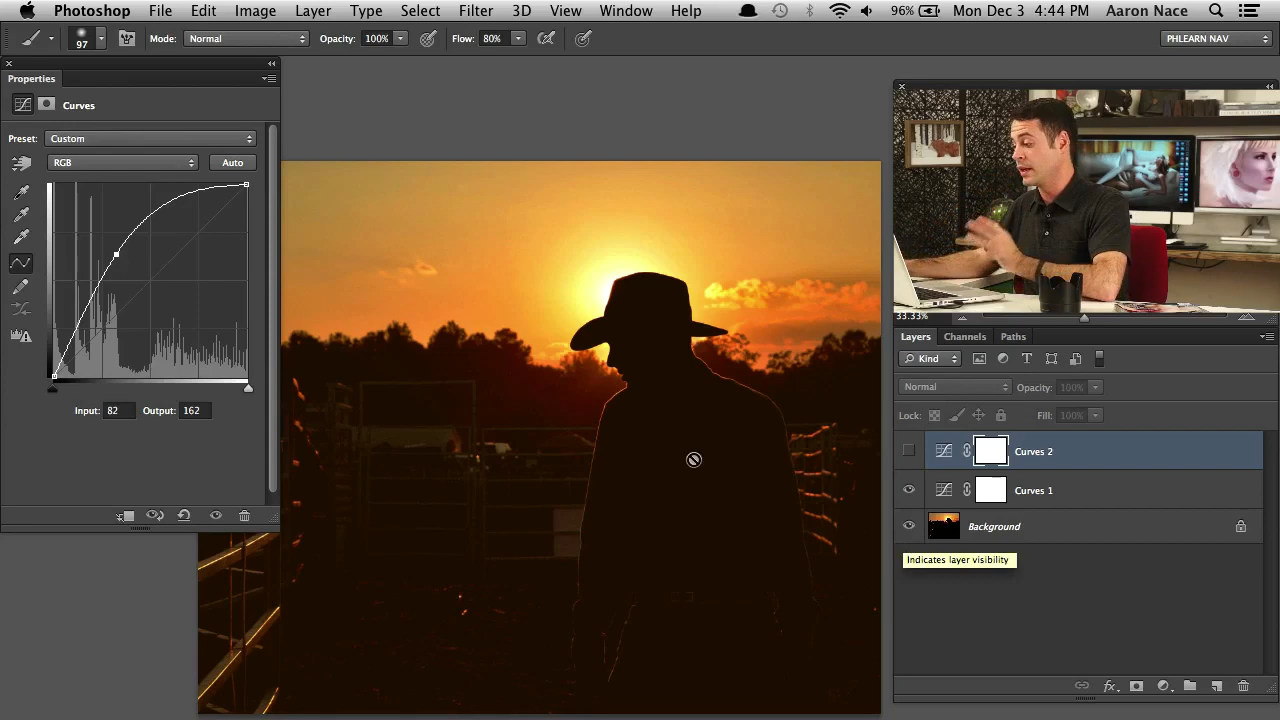 Photoshop File Edit Image Layer Type Select Filter 3D View Window Help 96% Mon Dec 3 4:44 PM Aaron Nace
97 Mode: Normal Opacity: 100% Flow: 80% PHLEARN NAV
Properties
Curves
Preset: Custom
RGB Auto
Input: 82 Output: 162
33.33%
Layers Channels Paths
Kind
Normal Opacity: 100%
Lock: Fill: 100%
Curves 2
Curves 1
Background
Indicates layer visibility
fx